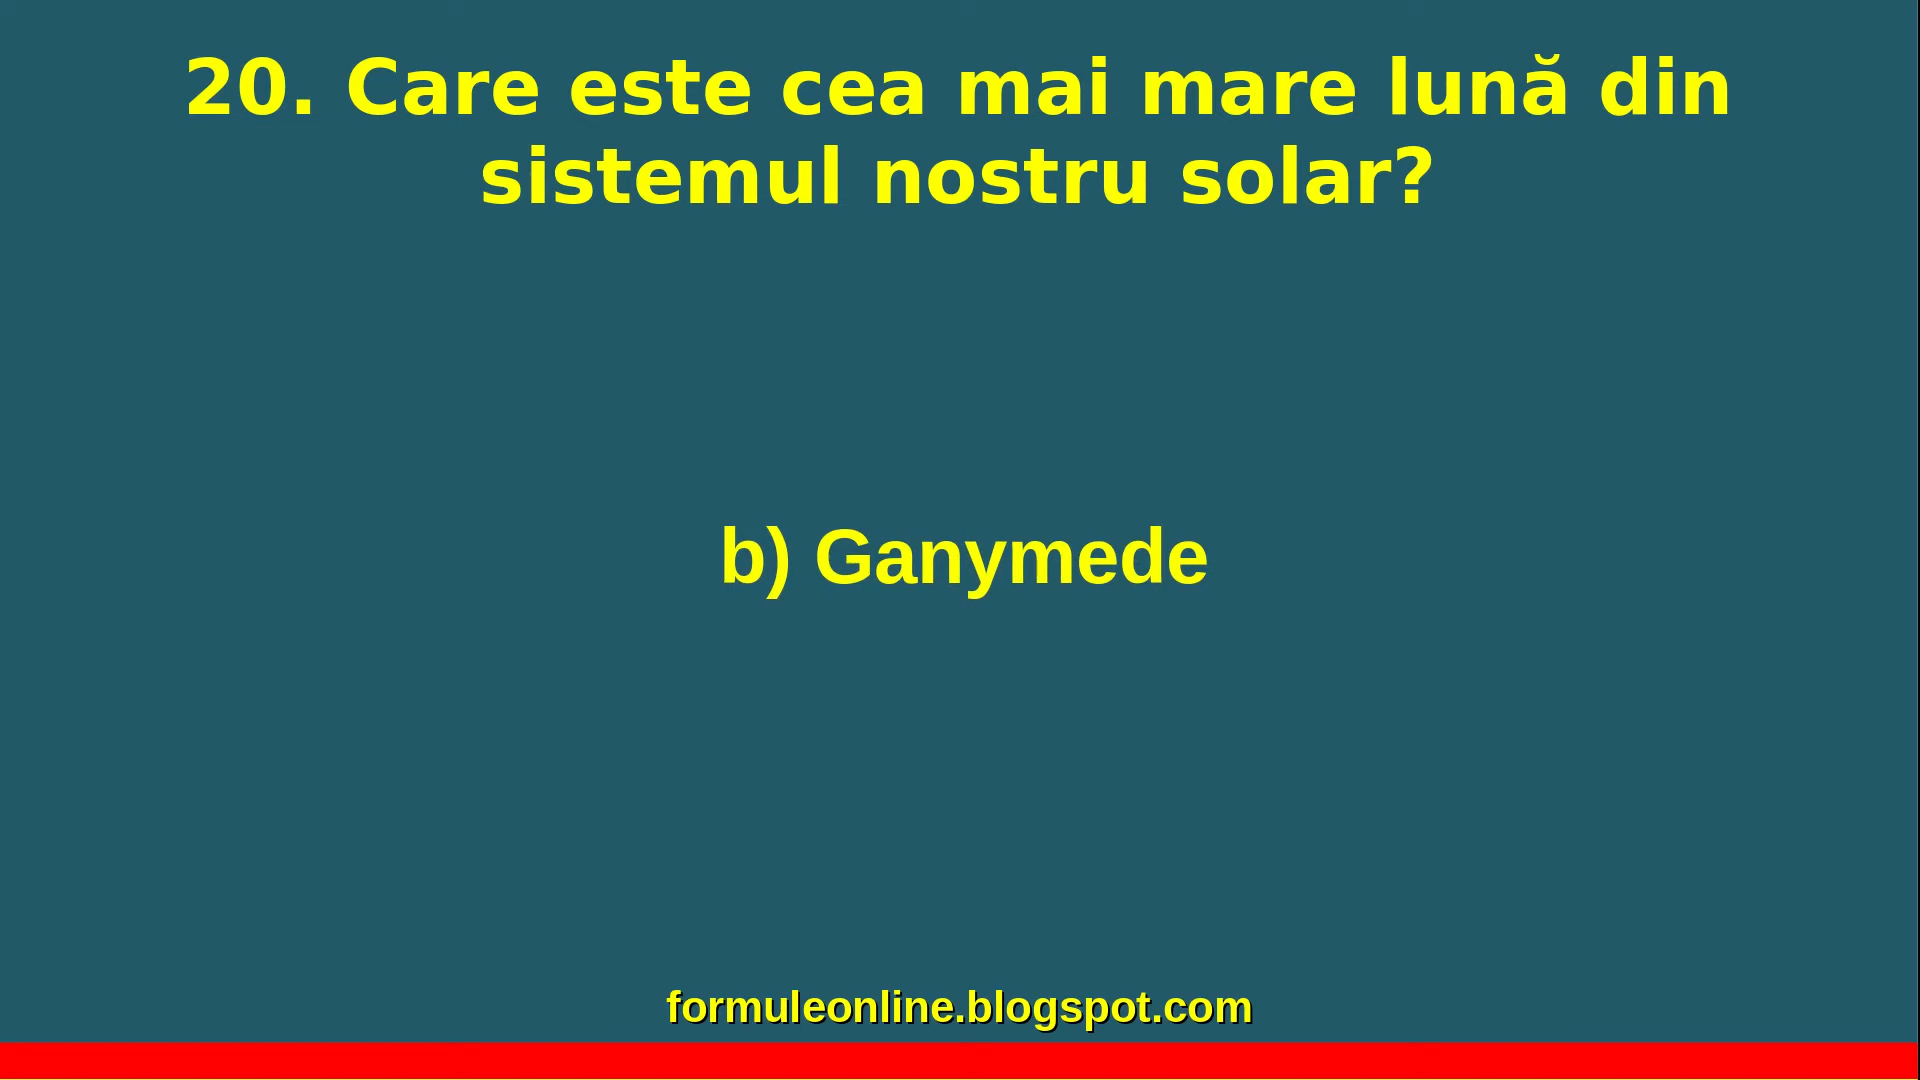 20. Care este cea mai mare lună din
sistemul nostru solar?
b) Ganymede
formuleonline.blogspot.com